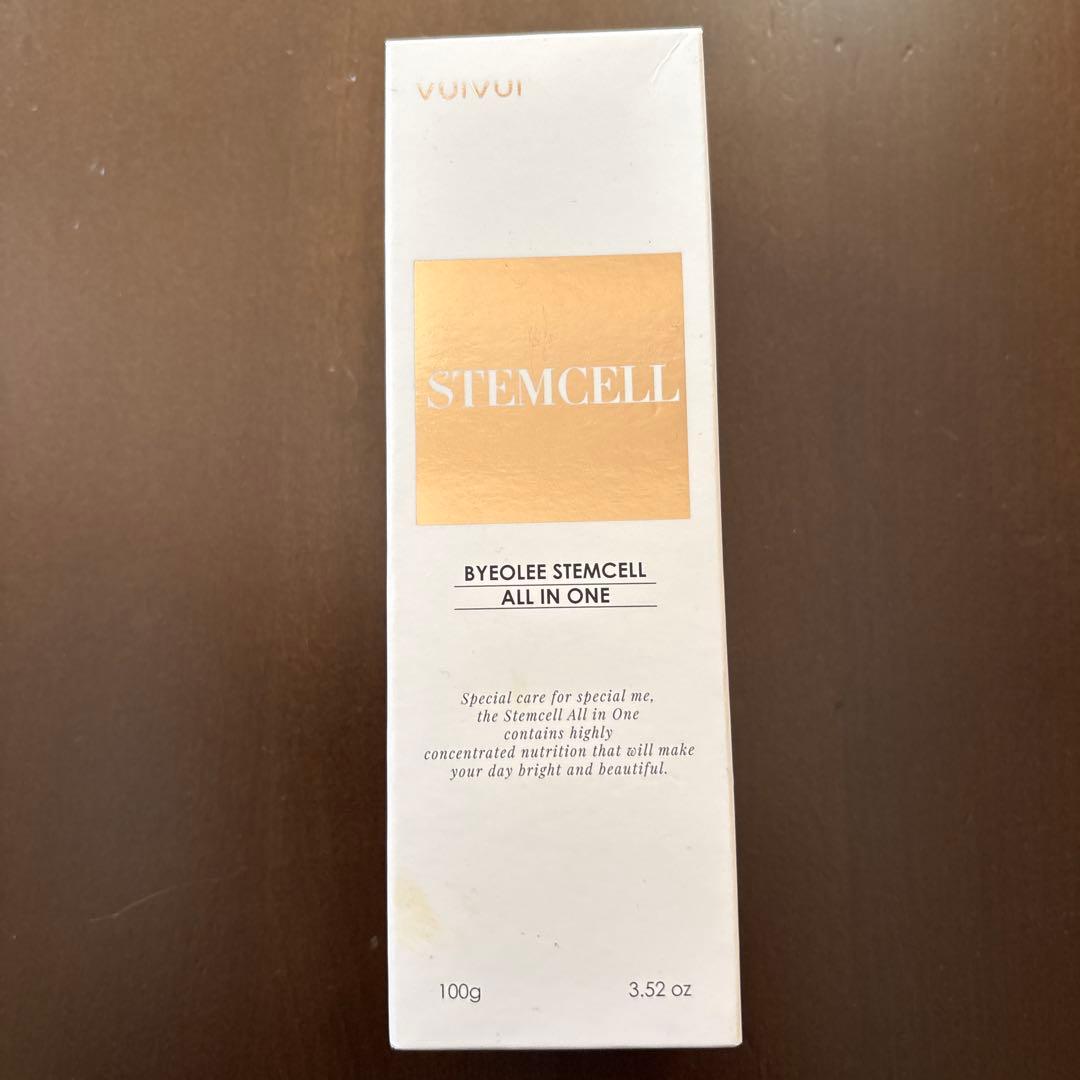 vuivui
STEMCELL
BYEOLEE STEMCELL
ALL IN ONE
Special care for special me,
the Stemcell All in One
contains highly
concentrated nutrition that will make
your day bright and beautiful.
100g
3.52 oz